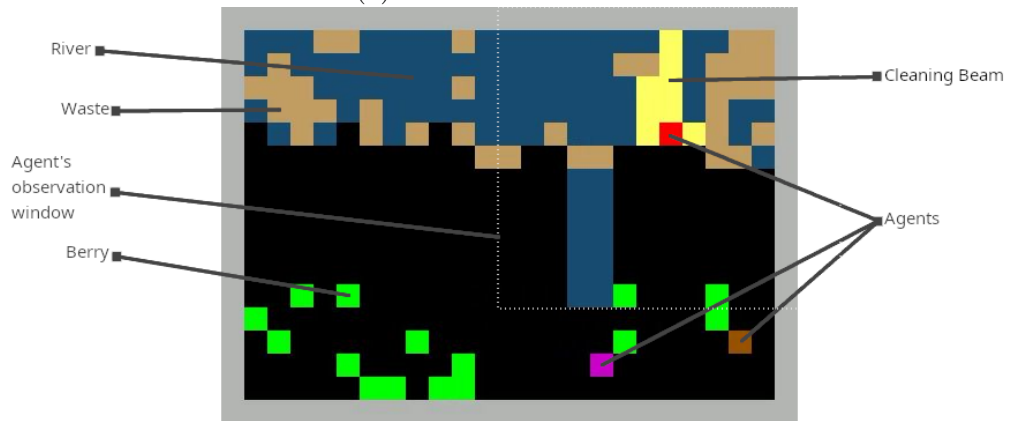 River
Cleaning Beam
Waste
Agent's
observation
window
Agents
Berry